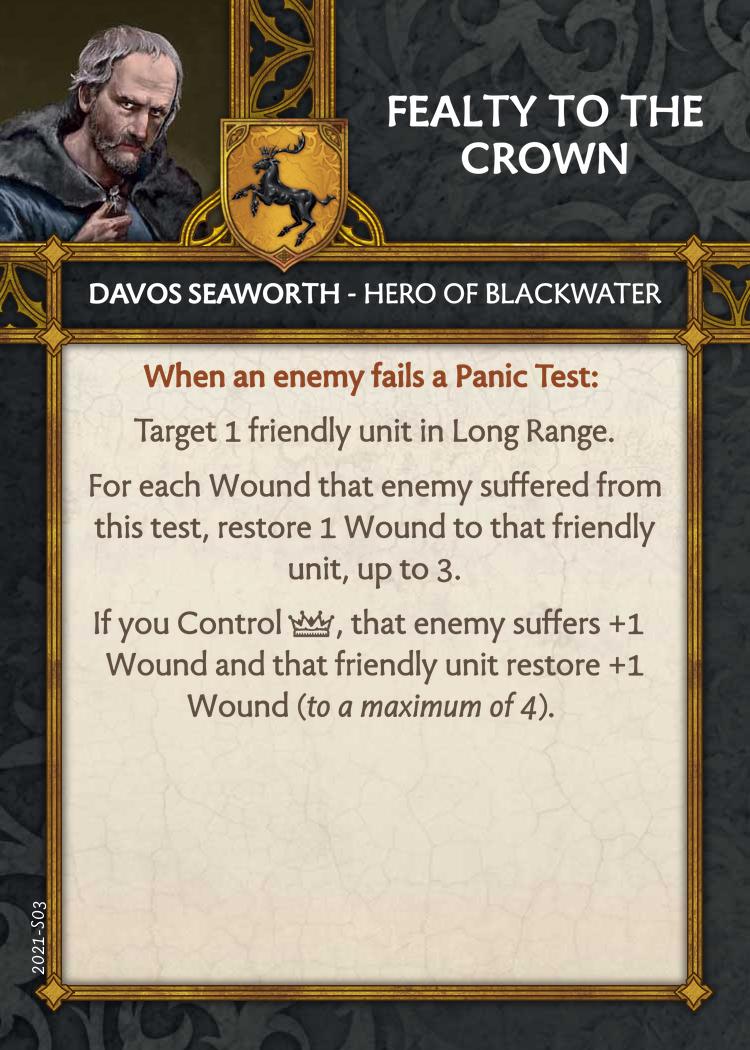 FEALTY TO THE
CROWN
DAVOS SEAWORTH - HERO OF BLACKWATER
When an enemy fails a Panic Test:
Target 1 friendly unit in Long Range.
For each Wound that enemy suffered from
this test, restore 1 Wound to that friendly
unit, up to 3.
If you Control , that enemy suffers +1
Wound and that friendly unit restore +1
Wound (to a maximum of 4).
2021-S03